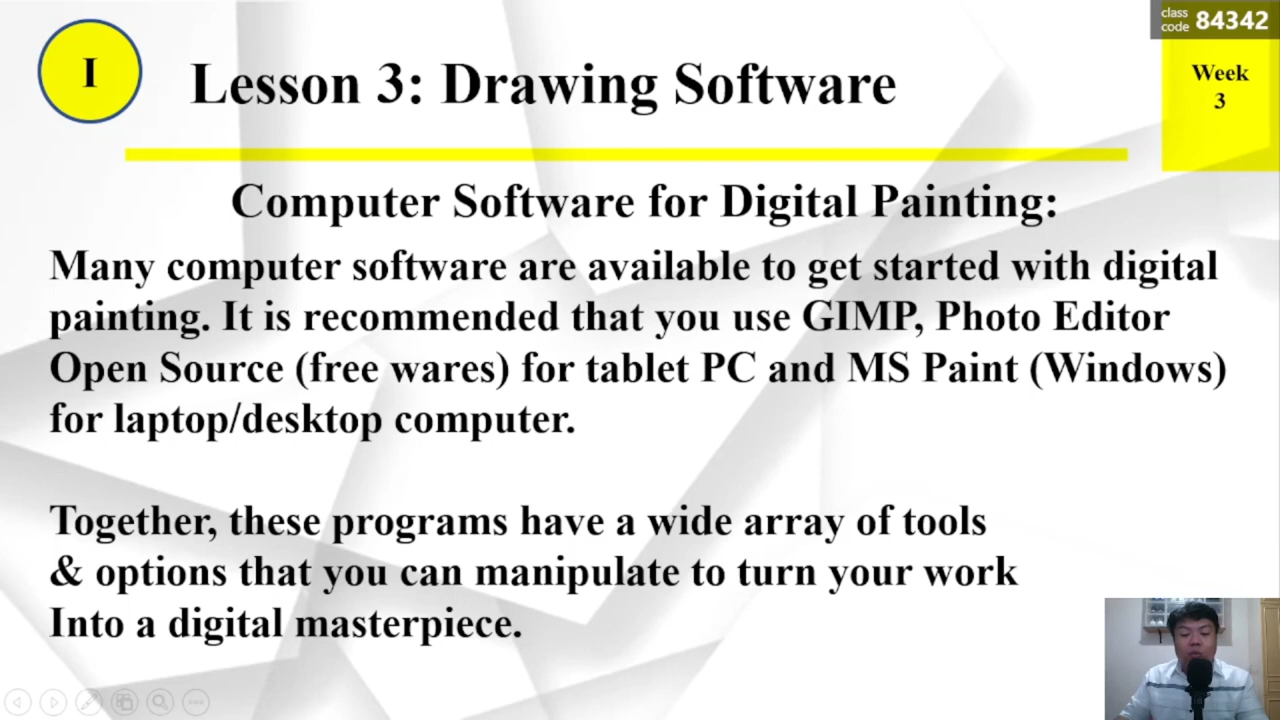 I
Lesson 3: Drawing Software
class code 84342
Week
3
Computer Software for Digital Painting:
Many computer software are available to get started with digital
painting. It is recommended that you use GIMP, Photo Editor
Open Source (free wares) for tablet PC and MS Paint (Windows)
for laptop/desktop computer.
Together, these programs have a wide array of tools
& options that you can manipulate to turn your work
Into a digital masterpiece.